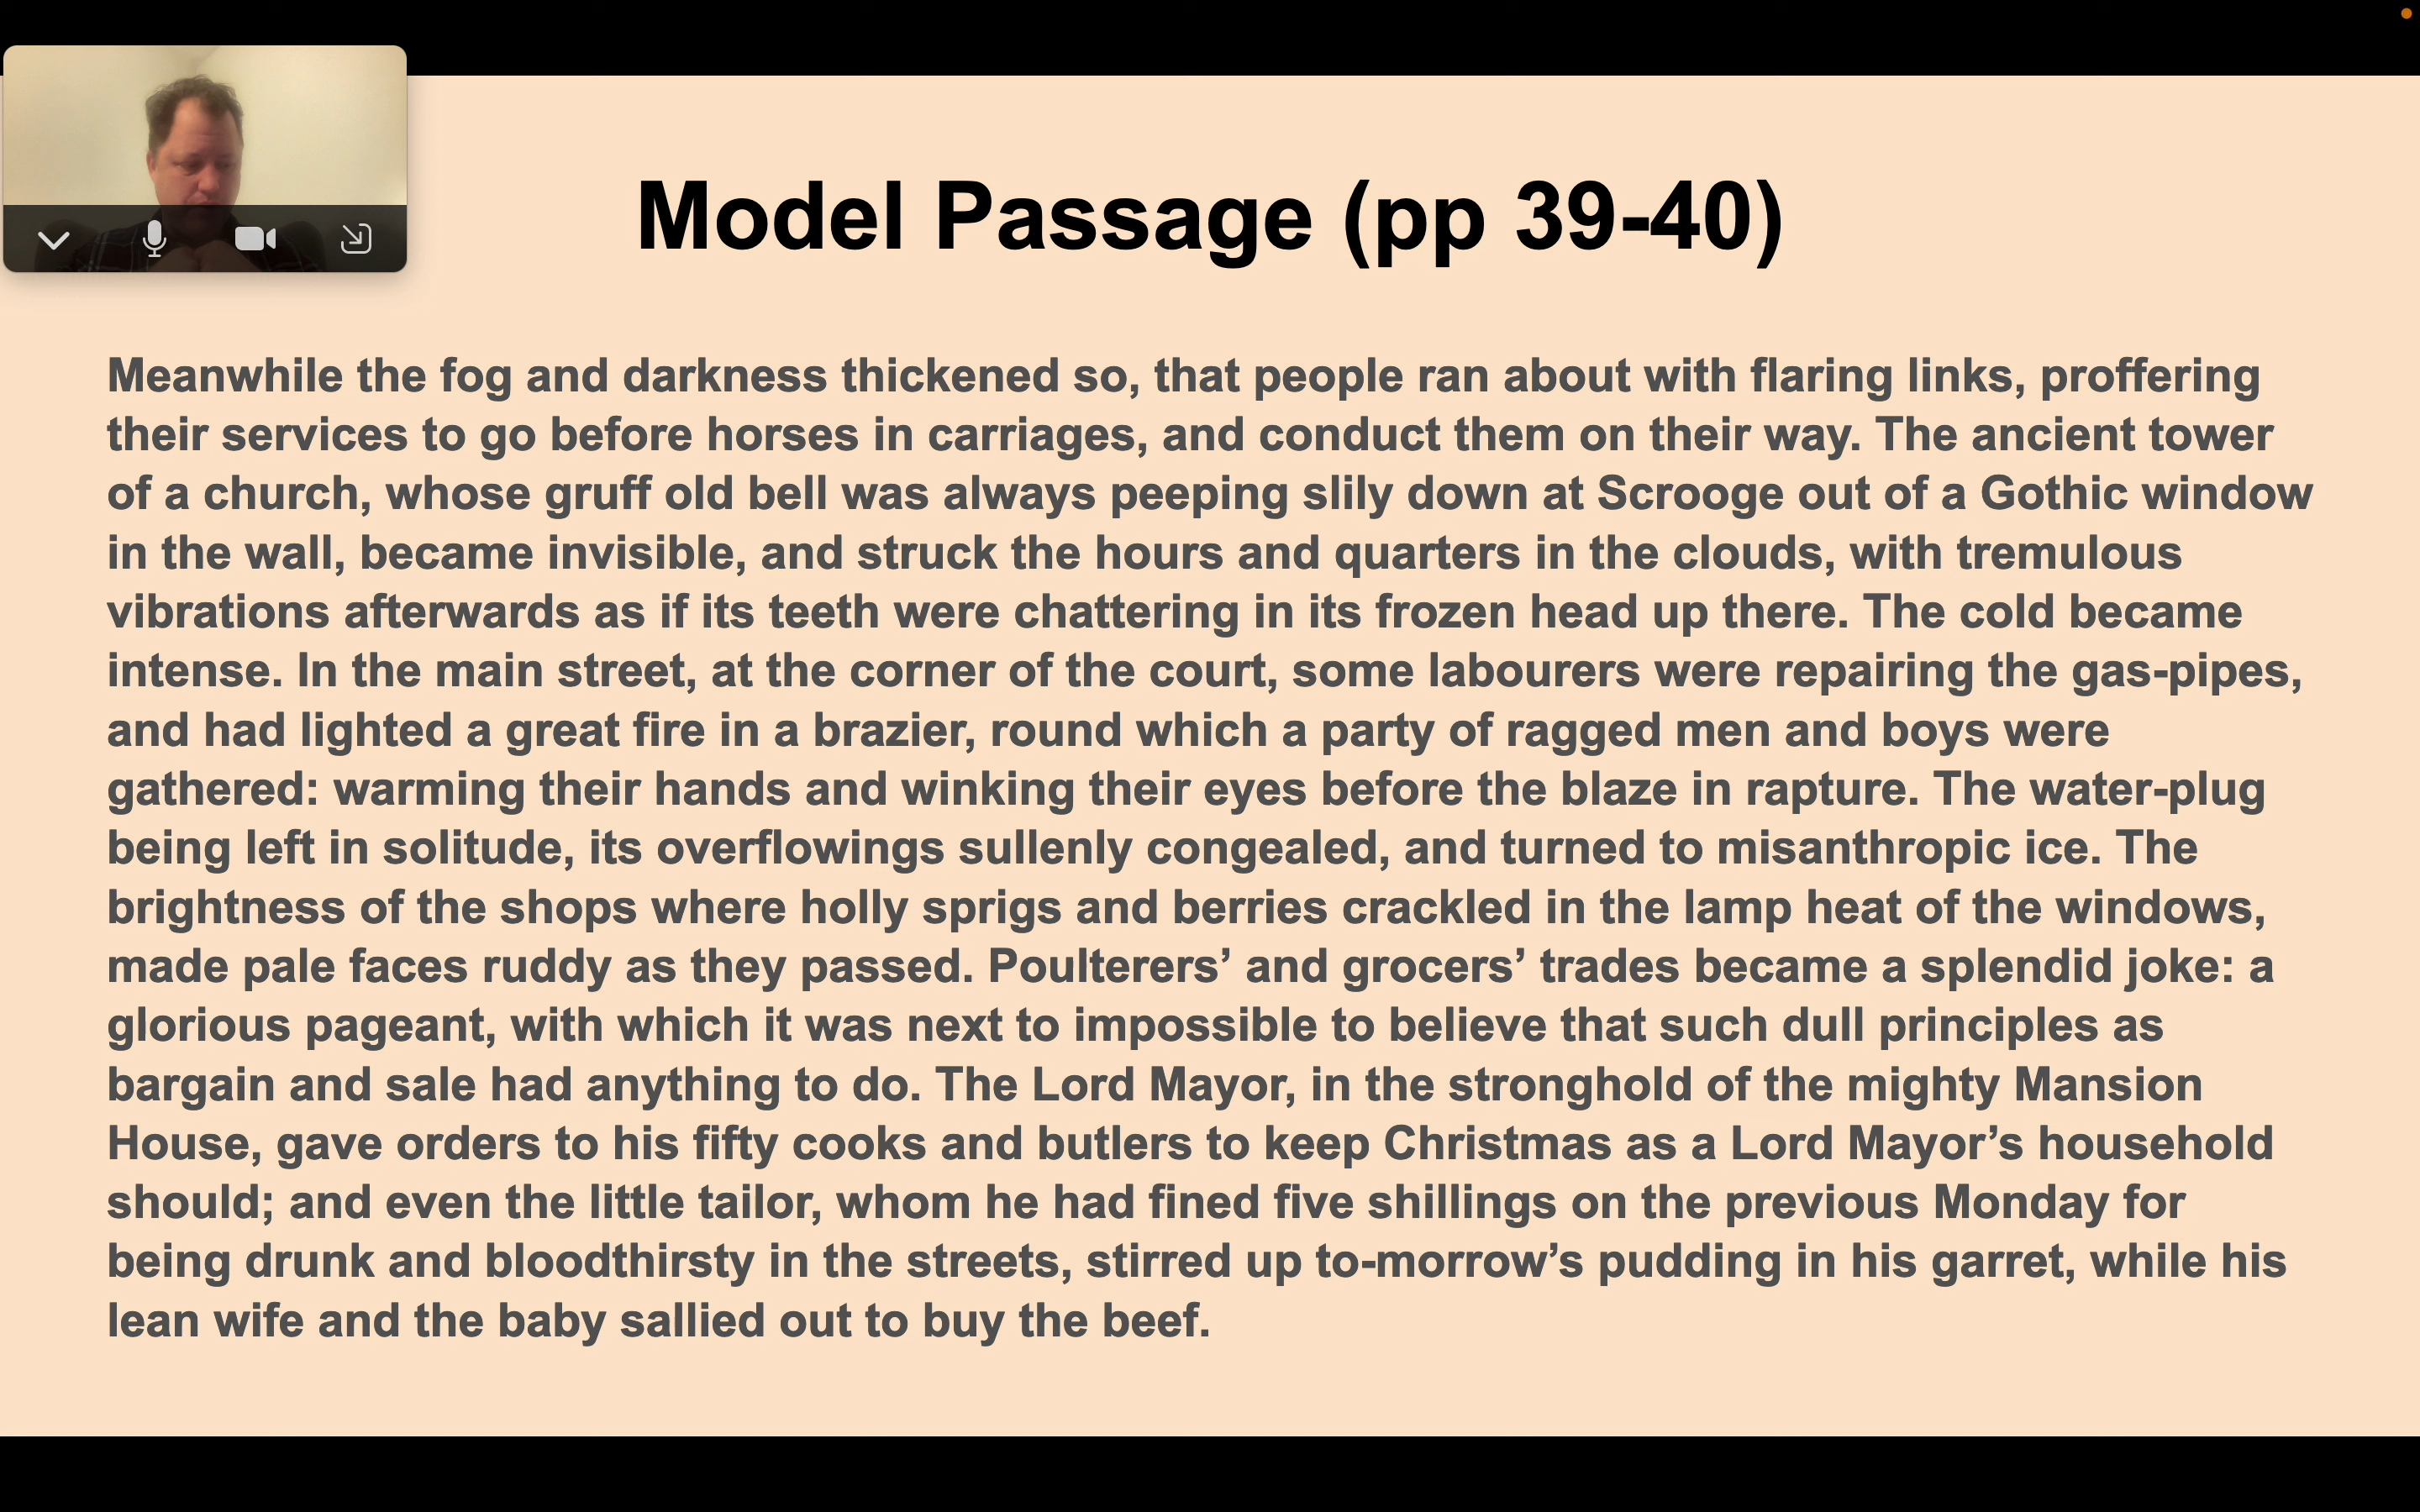 Model Passage (pp 39-40)
Meanwhile the fog and darkness thickened so, that people ran about with flaring links, proffering
their services to go before horses in carriages, and conduct them on their way. The ancient tower
of a church, whose gruff old bell was always peeping slily down at Scrooge out of a Gothic window
in the wall, became invisible, and struck the hours and quarters in the clouds, with tremulous
vibrations afterwards as if its teeth were chattering in its frozen head up there. The cold became
intense. In the main street, at the corner of the court, some labourers were repairing the gas-pipes,
and had lighted a great fire in a brazier, round which a party of ragged men and boys were
gathered: warming their hands and winking their eyes before the blaze in rapture. The water-plug
being left in solitude, its overflowings sullenly congealed, and turned to misanthropic ice. The
brightness of the shops where holly sprigs and berries crackled in the lamp heat of the windows,
made pale faces ruddy as they passed. Poulterers’ and grocers’ trades became a splendid joke: a
glorious pageant, with which it was next to impossible to believe that such dull principles as
bargain and sale had anything to do. The Lord Mayor, in the stronghold of the mighty Mansion
House, gave orders to his fifty cooks and butlers to keep Christmas as a Lord Mayor’s household
should; and even the little tailor, whom he had fined five shillings on the previous Monday for
being drunk and bloodthirsty in the streets, stirred up to-morrow’s pudding in his garret, while his
lean wife and the baby sallied out to buy the beef.